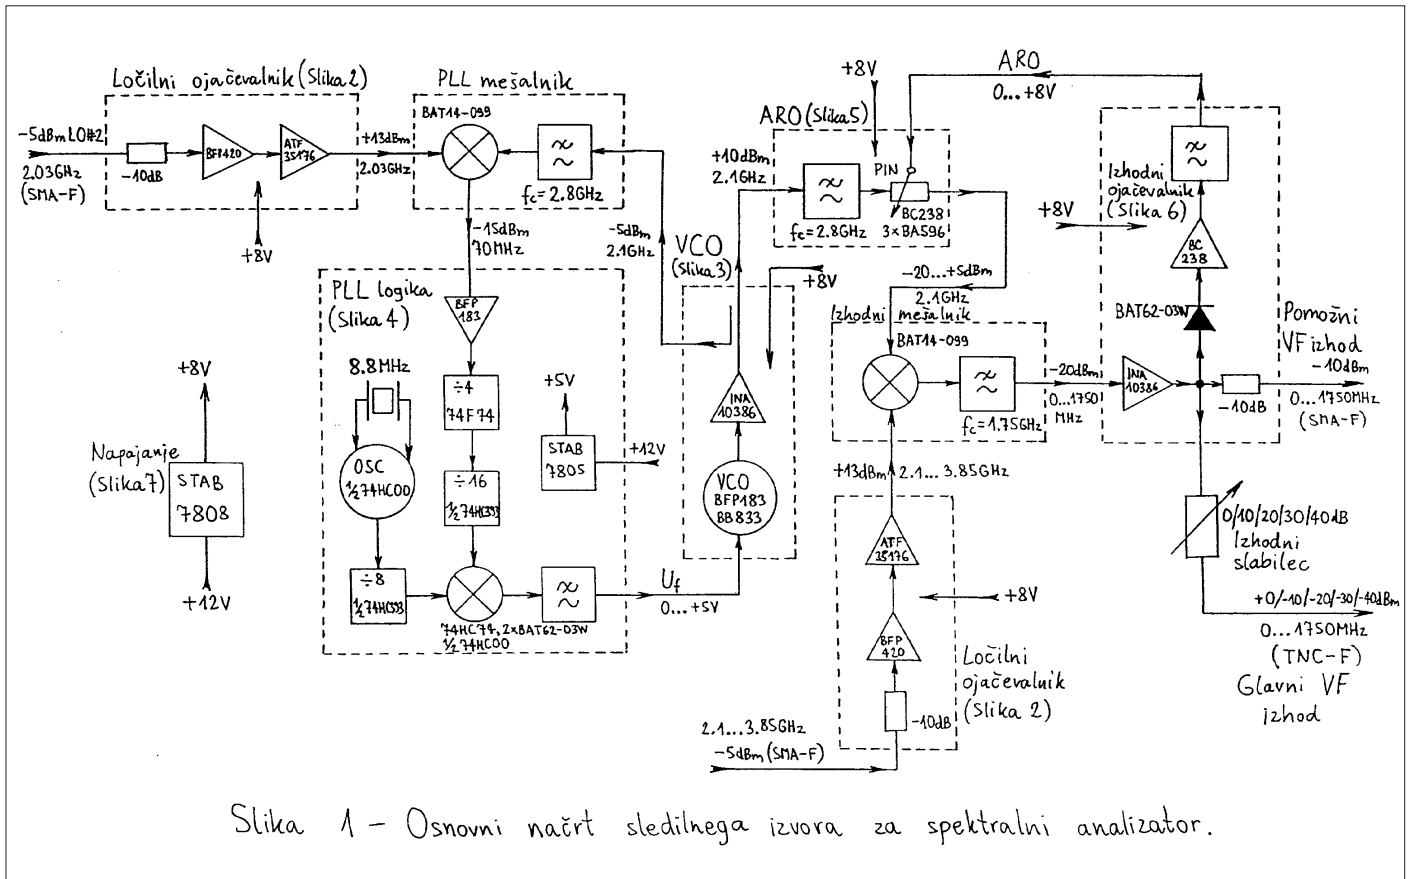 Ločilni ojačevalnik (Slika 2)
-5dBm LO#2
2.03GHz
(SMA-F)
-10dB
BFP420
ATF
35176
+8V
+13dBm
2.03GHz
PLL mešalnik
BAT14-099
fc=2.8GHz
-15dBm
70MHz
-5dBm
2.1GHz
PLL logika
(Slika 4)
BFP
183
8.8MHz
÷4
74F74
OSC
1/2 74HC00
÷16
1/2 74HC393
÷8
1/2 74HC393
74HC74, 2xBAT62-03W
1/2 74HC00
+5V
STAB
7805
+12V
Uf
0...+5V
+8V
Napajanje
(Slika 7)
STAB
7808
+12V
VCO
(Slika 3)
+8V
INA
10386
VCO
BFP183
BB833
+10dBm
2.1GHz
ARO (Slika 5)
+8V
fc=2.8GHz
PIN
BC238
3xBA596
ARO
0...+8V
-20...+5dBm
2.1GHz
Izhodni mešalnik
BAT14-099
fc=1.75GHz
-20dBm
0...1750
MHz
+13dBm
2.1...3.85GHz
ATF
35176
+8V
BFP
420
Ločilni
ojačevalnik
(Slika 2)
-10dB
2.1...3.85GHz
-5dBm (SMA-F)
Izhodni
ojačevalnik
(Slika 6)
+8V
BC
238
BAT62-03W
INA
10386
-10dB
Pomožni
VF izhod
-10dBm
0...1750MHz
(SMA-F)
0/10/20/30/40dB
Izhodni
slabilec
+0/-10/-20/-30/-40dBm
0...1750MHz
(TNC-F)
Glavni VF
izhod
Slika 1 - Osnovni načrt sledilnega izvora za spektralni analizator.